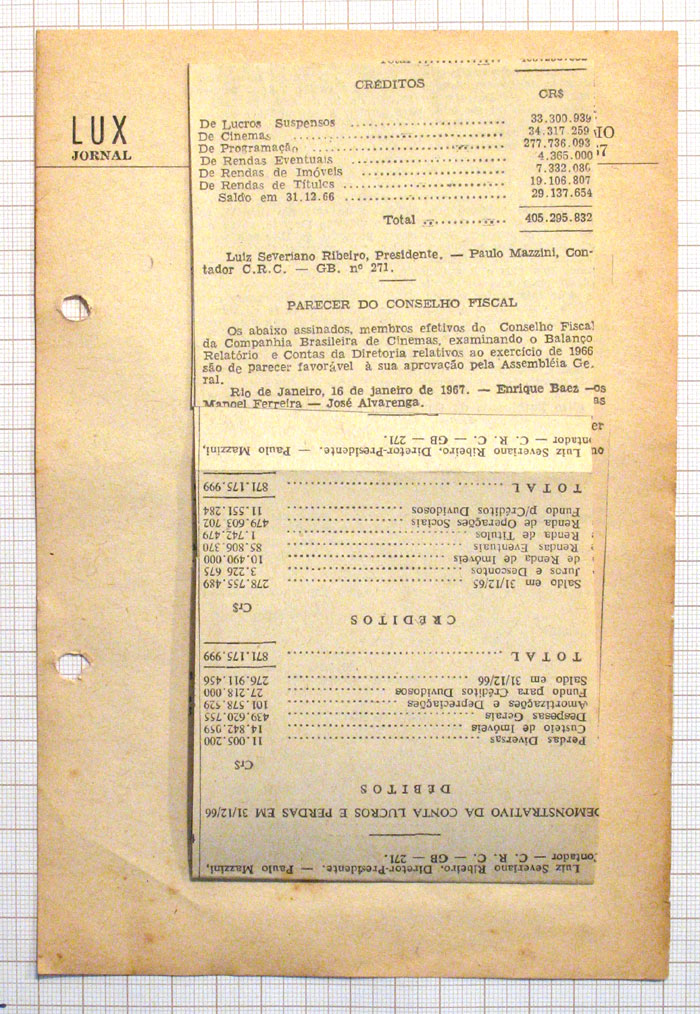 LUX
JORNAL
CRÉDITOS
CR$
De Lucros Suspensos .......................... 33.300.939
De Cinemas .......................... 34.317 259
De Programação .......................... 277.736.093
De Rendas Eventuais .......................... 4.365.000
De Rendas de Imóveis .......................... 7.332.080
De Rendas de Títulos .......................... 19.106.807
Saldo em 31.12.66 .......................... 29.137.654
Total .......................... 405.295.832
Luiz Severiano Ribeiro, Presidente. — Paulo Mazzini, Con-
tador C.R.C. — GB. nº 271.
PARECER DO CONSELHO FISCAL
Os abaixo assinados, membros efetivos do Conselho Fiscal
da Companhia Brasileira de Cinemas, examinando o Balanço
Relatório e Contas da Diretoria relativos ao exercício de 1966
são de parecer favorável à sua aprovação pela Assembléia Ge.
ral.
Rio de Janeiro, 16 de janeiro de 1967. — Enrique Baez —
Manoel Ferreira — José Alvarenga.
Luiz Severiano Ribeiro. Diretor-Presddente. — Paulo Mazzini,
Contador — C. R. C. — GB — 271.
DEMONSTRATIVO DA CONTA LUCROS E PERDAS EM 31/12/66
DEBITOS
Cr$
Perdas Diversas .......................... 11.005.200
Custeio de Imóveis .......................... 14.842.059
Despesas Gerais .......................... 439.620.755
Amortizações e Depreciações .......................... 101.578.529
Fundo para Créditos Duvidosos .......................... 27.218.000
Saldo em 31/12/66 .......................... 276.911.456
TOTAL .......................... 871.175.999
CREDITOS
Cr$
Saldo em 31/12/65 .......................... 278.755.489
Juros e Descontos .......................... 3.226 675
de Renda de Imóveis .......................... 10.490.000
Rendas Eventuais .......................... 85.806.370
Renda de Titulos .......................... 1.742.479
Renda de Operações Sociais .......................... 479.603.702
Fundo p/Créditos Duvidosos .......................... 11.551.284
TOTAL .......................... 871.175.999
Luiz Severiano Ribeiro. Diretor-Presidente. — Paulo Mazzini,
ntador — C. R. C. — GB — 271.